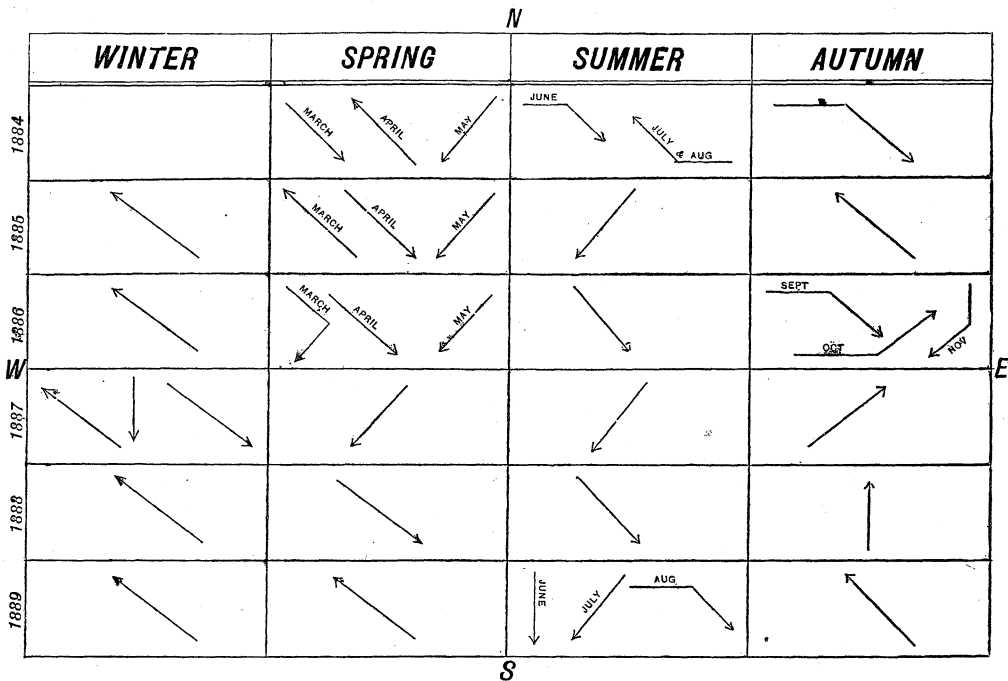 N
WINTER SPRING SUMMER AUTUMN
1884 MARCH APRIL MAY JUNE JULY & AUG
1885 MARCH APRIL MAY
1886 MARCH APRIL MAY SEPT OCT NOV
W E
1887
1888
1889 JUNE JULY AUG
S